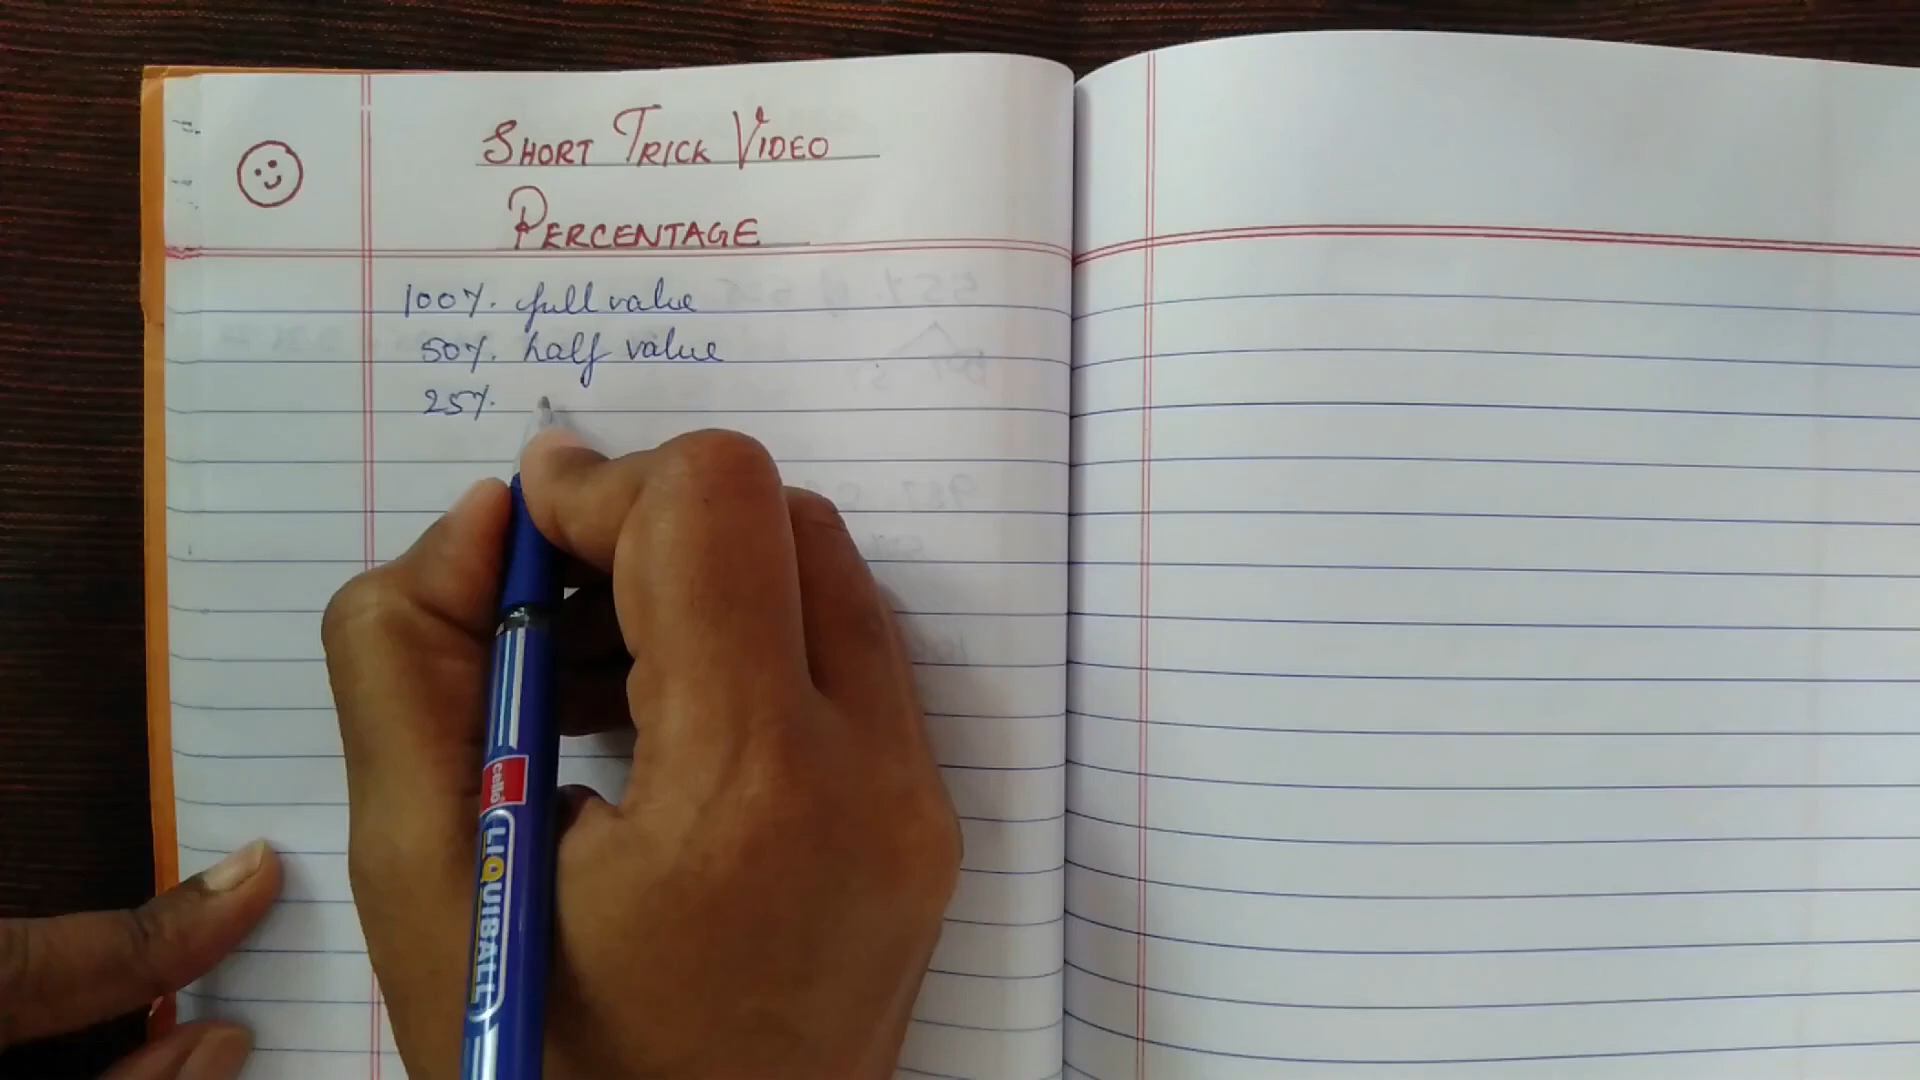 SHORT TRICK VIDEO
PERCENTAGE
100%. full value
50%. half value
25%.
cello
LIQUIBALL